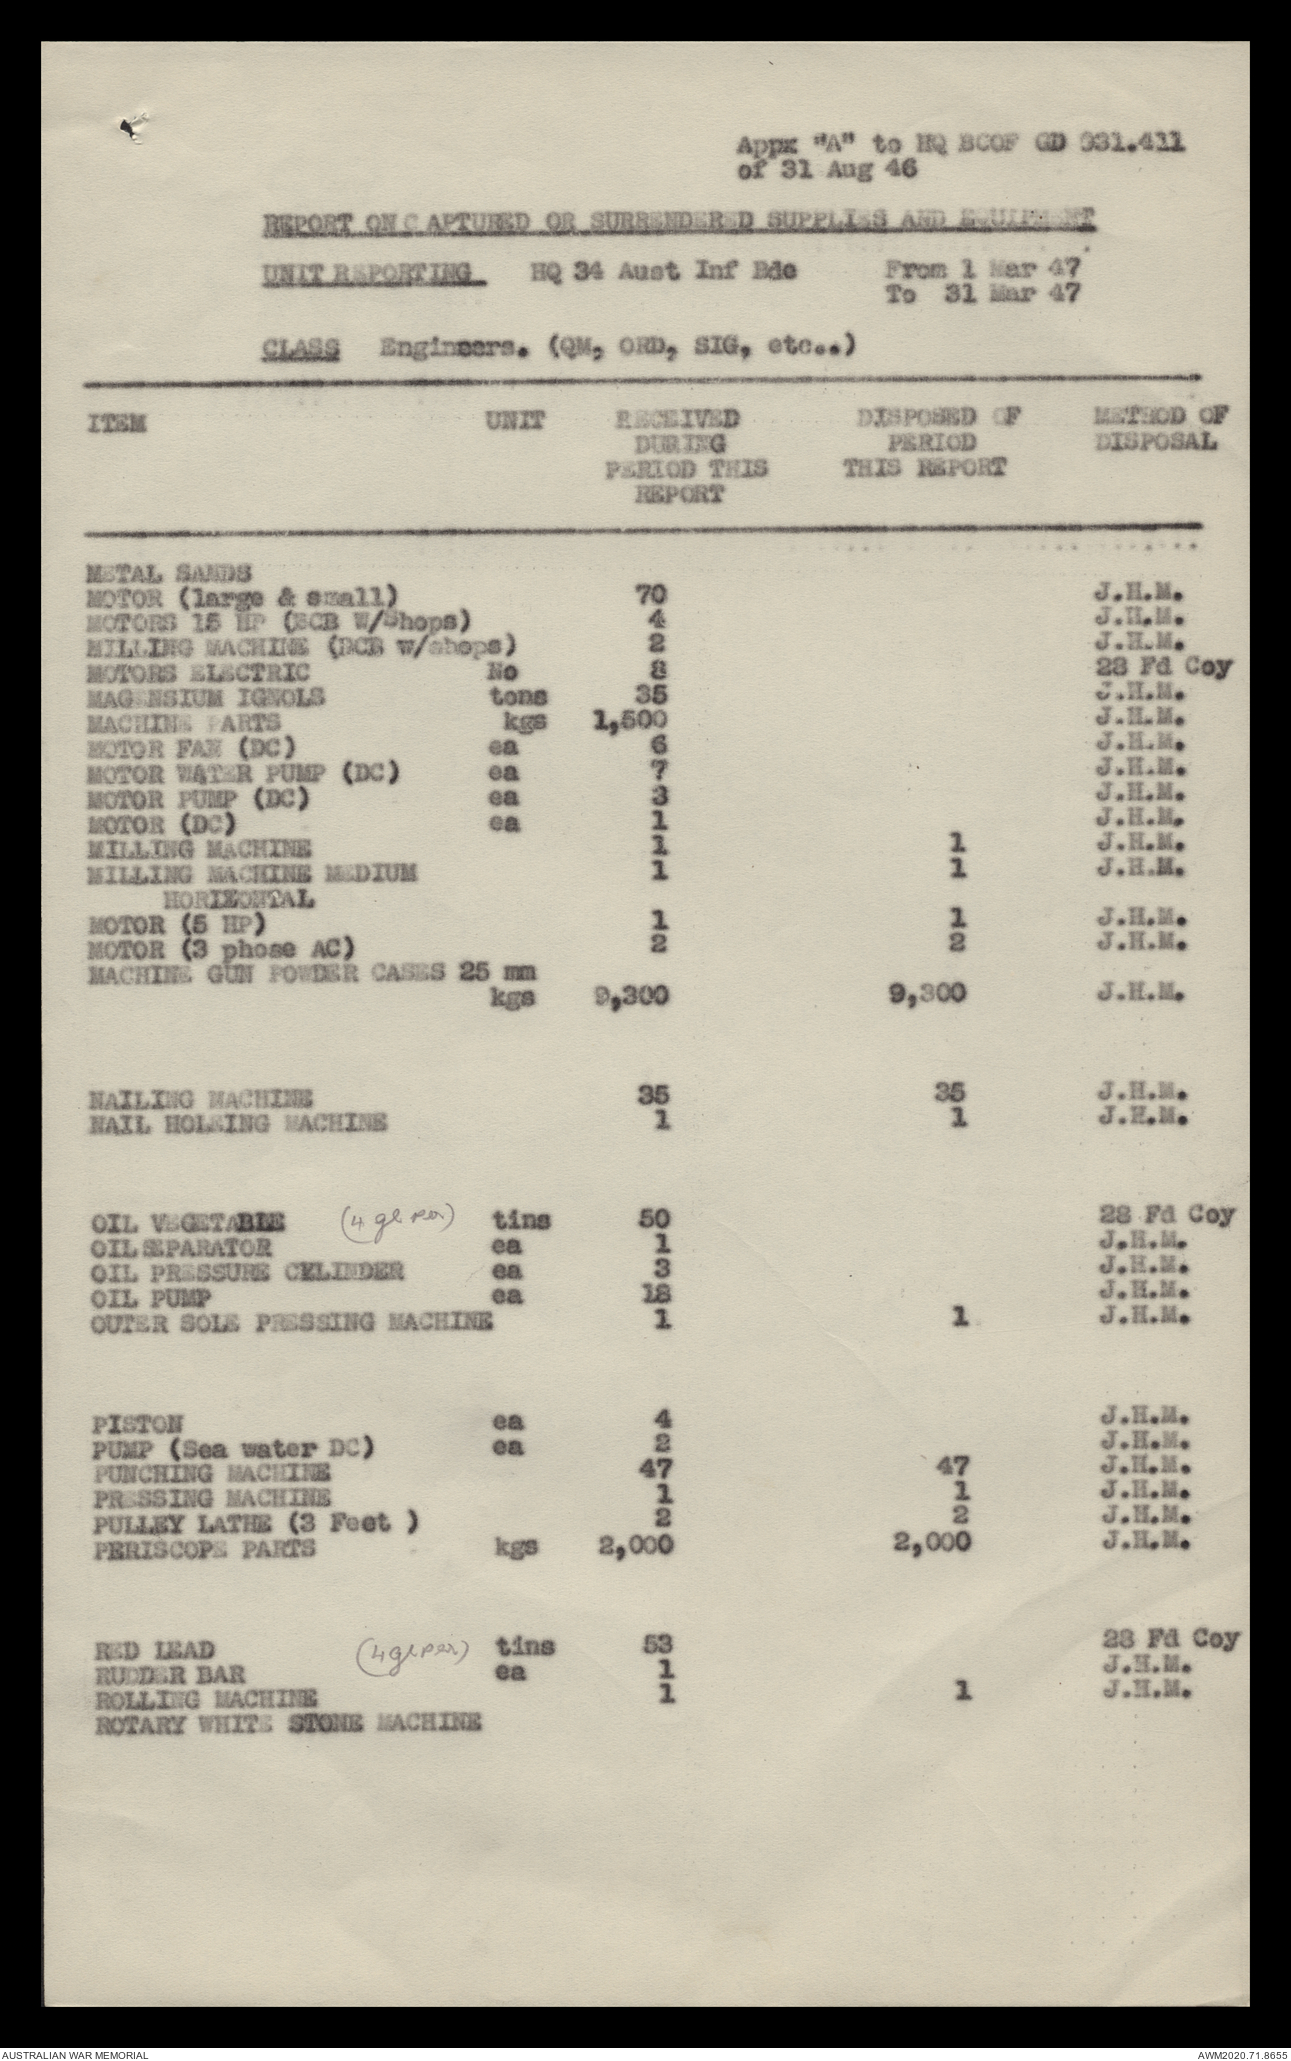 Appx "A" to HQ BCOF GD 031.411
of 31 Aug 46
REPORT ON C APTURED OR SURRENDERED SUPPLIES AND EQUIPMENT
UNIT REPORTING HQ 34 Aust Inf Bde From 1 Mar 47
To 31 Mar 47
CLASS Engineers. (QM, ORD, SIG, etc..)
ITEM UNIT RECEIVED DISPOSED OF METHOD OF
DURING PERIOD DISPOSAL
PERIOD THIS THIS REPORT
REPORT
METAL SANDS
MOTOR (large & small) 70 J.H.M.
MOTORS 15 HP (BCB W/Shops) 4 J.H.M.
MILLING MACHINE (BCB w/shops) 2 J.H.M.
MOTORS ELECTRIC No 8 28 Fd Coy
MAGENSIUM IGNOLS tons 35 J.H.M.
MACHINE PARTS kgs 1,500 J.H.M.
MOTOR FAN (DC) ea 6 J.H.M.
MOTOR WATER PUMP (DC) ea 7 J.H.M.
MOTOR PUMP (DC) ea 3 J.H.M.
MOTOR (DC) ea 1 J.H.M.
MILLING MACHINE 1 1 J.H.M.
MILLING MACHINE MEDIUM 1 1 J.H.M.
HORIZONTAL
MOTOR (5 HP) 1 1 J.H.M.
MOTOR (3 phose AC) 2 2 J.H.M.
MACHINE GUN POWDER CASES 25 mm
kgs 9,300 9,300 J.H.M.
NAILING MACHINE 35 35 J.H.M.
NAIL HOLEING MACHINE 1 1 J.H.M.
OIL VEGETABLE (4 gl per) tins 50 28 Fd Coy
OIL SEPARATOR ea 1 J.H.M.
OIL PRESSURE CYLINDER ea 3 J.H.M.
OIL PUMP ea 18 J.H.M.
OUTER SOLE PRESSING MACHINE 1 1 J.H.M.
PISTON ea 4 J.H.M.
PUMP (Sea water DC) ea 2 J.H.M.
PUNCHING MACHINE 47 47 J.H.M.
PRESSING MACHINE 1 1 J.H.M.
PULLEY LATHE (3 Feet ) 2 2 J.H.M.
PERISCOPE PARTS kgs 2,000 2,000 J.H.M.
RED LEAD (4 gl per) tins 53 28 Fd Coy
RUDDER BAR ea 1 J.H.M.
ROLLING MACHINE 1 1 J.H.M.
ROTARY WHITE STONE MACHINE
AUSTRALIAN WAR MEMORIAL AWM2020.71.8655